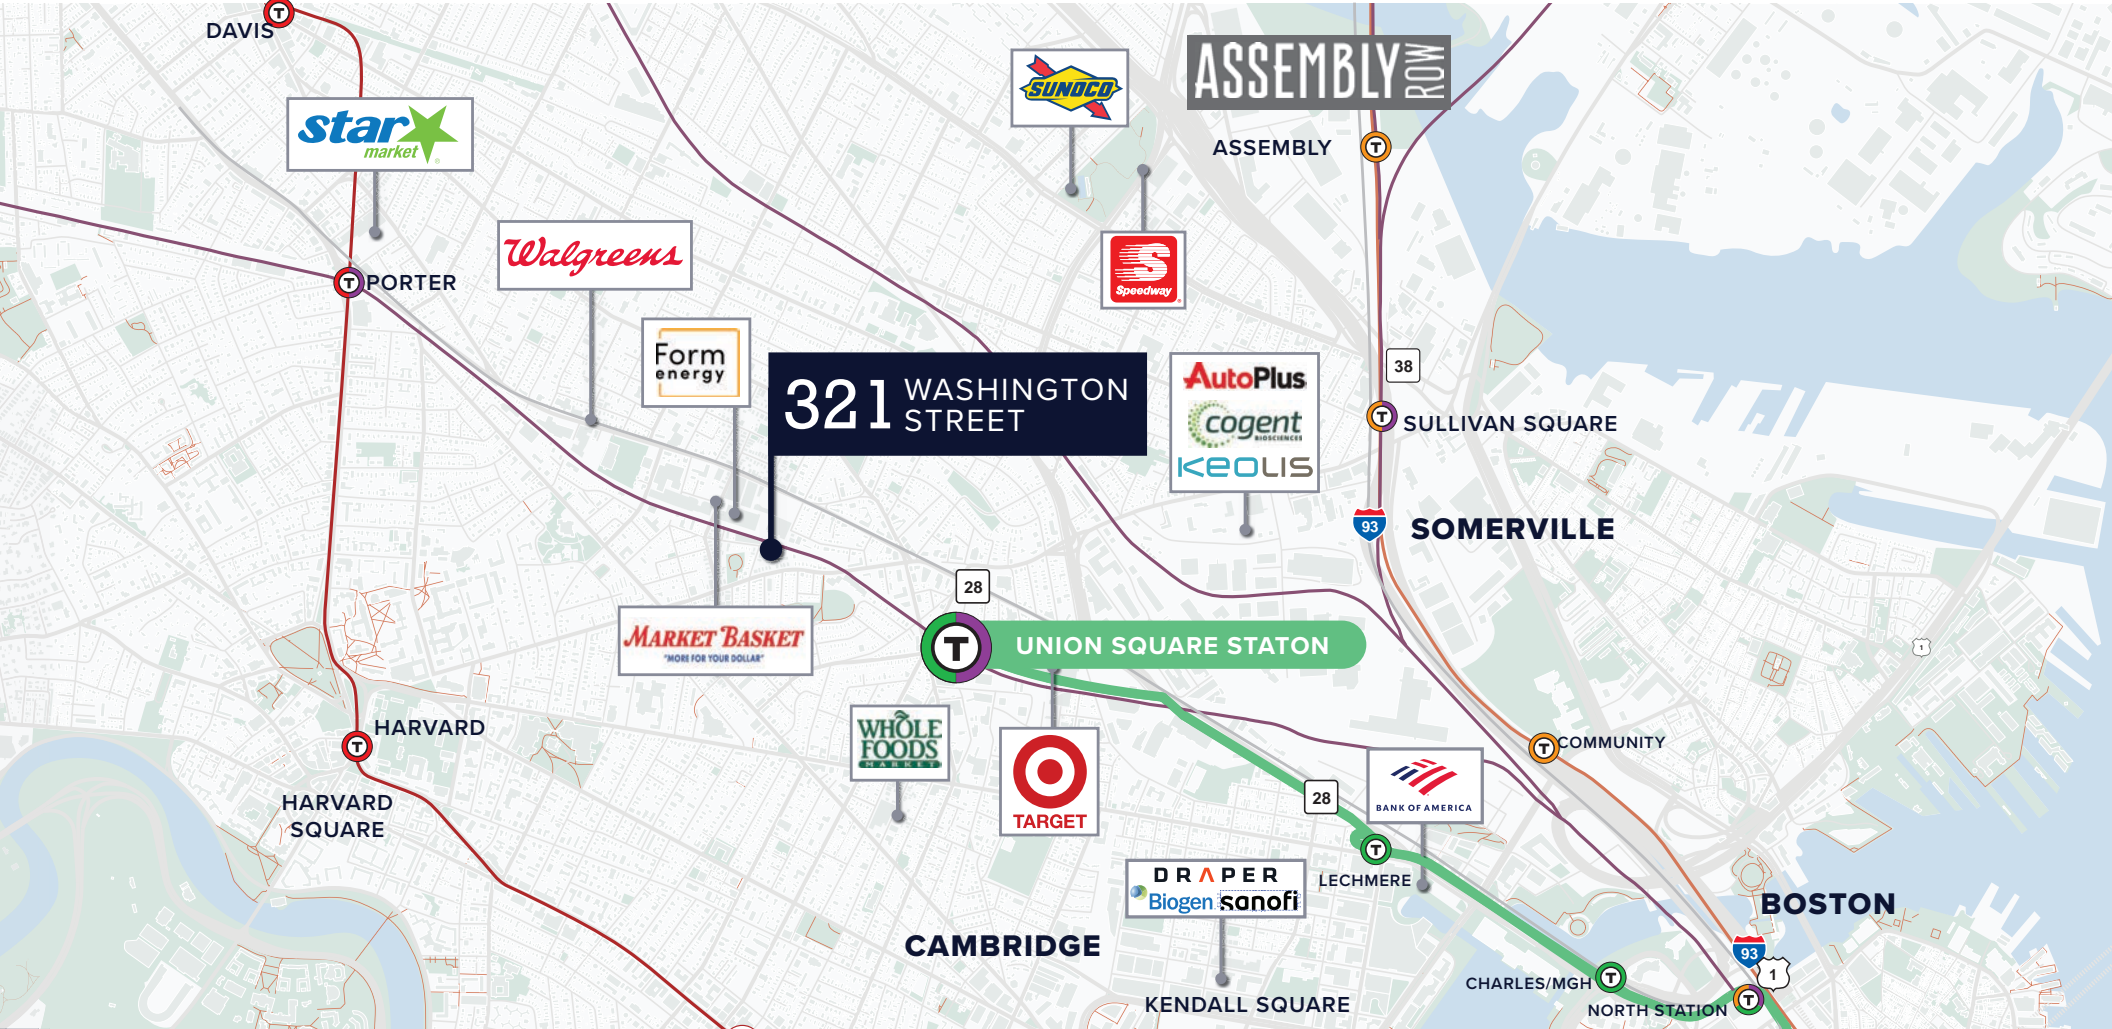 DAVIS
T
star
market
SUNOCO
ASSEMBLY
ROW
ASSEMBLY
T
Walgreens
Speedway
T
PORTER
Form
energy
321 WASHINGTON
STREET
AutoPlus
cogent
BIOSCIENCES
KEOLIS
38
T
SULLIVAN SQUARE
93
SOMERVILLE
28
T
UNION SQUARE STATON
MARKET BASKET
"MORE FOR YOUR DOLLAR"
1
WHOLE
FOODS
MARKET
TARGET
HARVARD
T
HARVARD
SQUARE
T
COMMUNITY
BANK OF AMERICA
28
T
LECHMERE
DRAPER
Biogen sanofi
CAMBRIDGE
KENDALL SQUARE
BOSTON
93
1
CHARLES/MGH
T
NORTH STATION
T